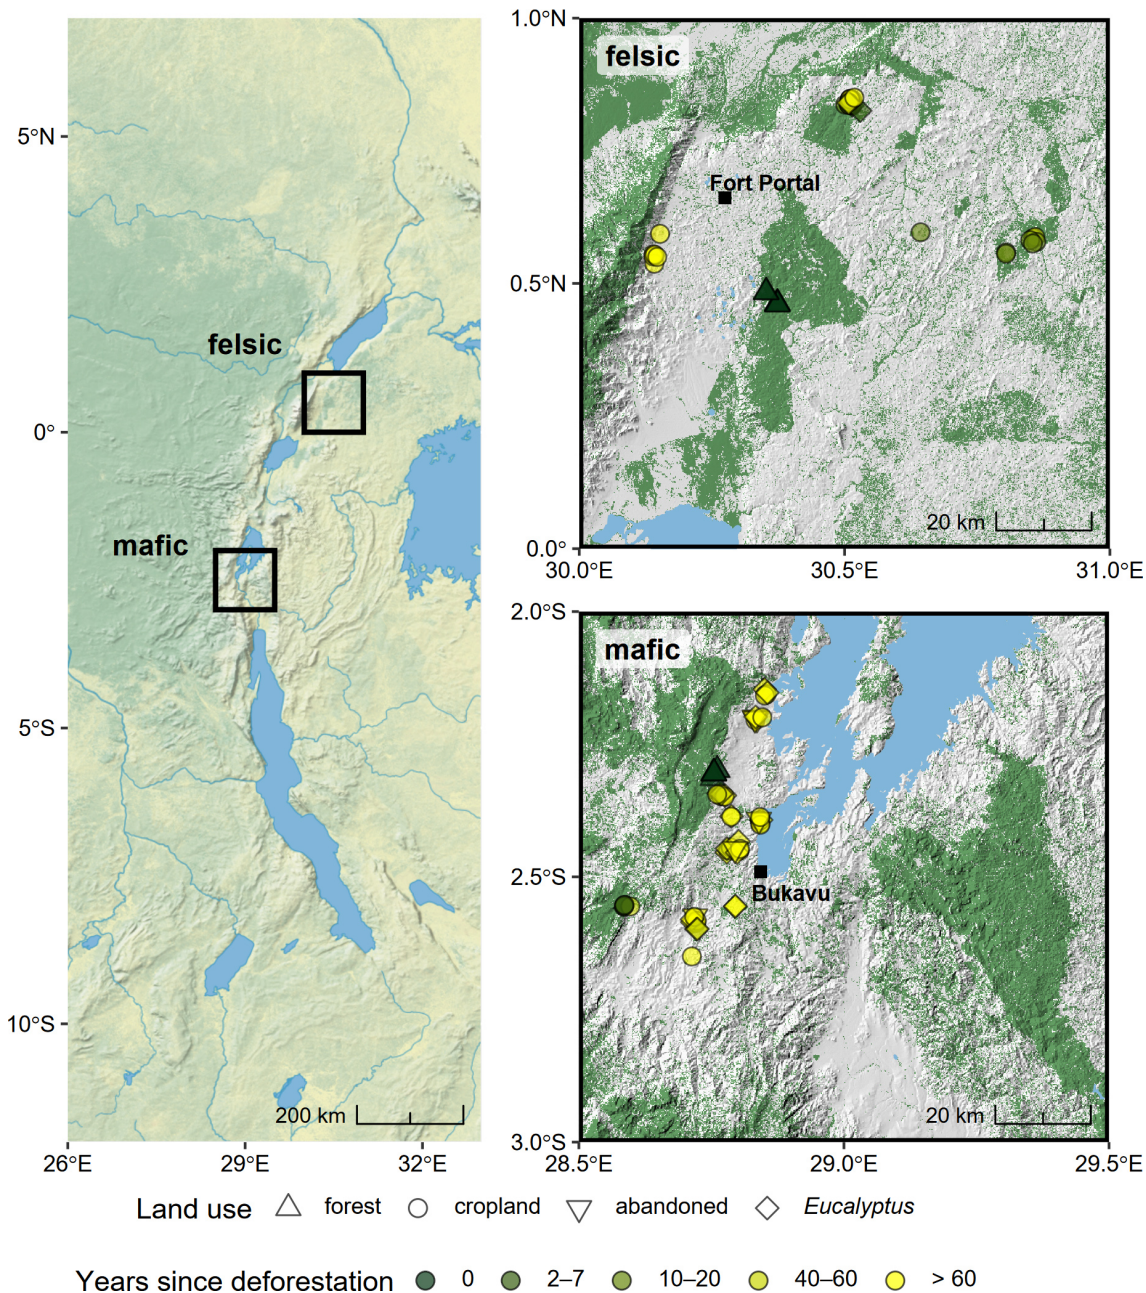 5°N
0°
5°S
10°S
26°E
29°E
32°E
felsic
mafic
200 km
1.0°N
0.5°N
0.0°
30.0°E
30.5°E
31.0°E
felsic
Fort Portal
20 km
2.0°S
2.5°S
3.0°S
28.5°E
29.0°E
29.5°E
mafic
Bukavu
20 km
Land use forest cropland abandoned Eucalyptus
Years since deforestation 0 2–7 10–20 40–60 > 60